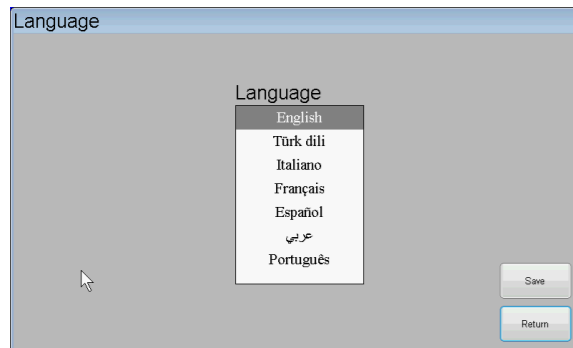 Language
Language
English
Türk dili
Italiano
Français
Español
عربي
Português
Save
Return